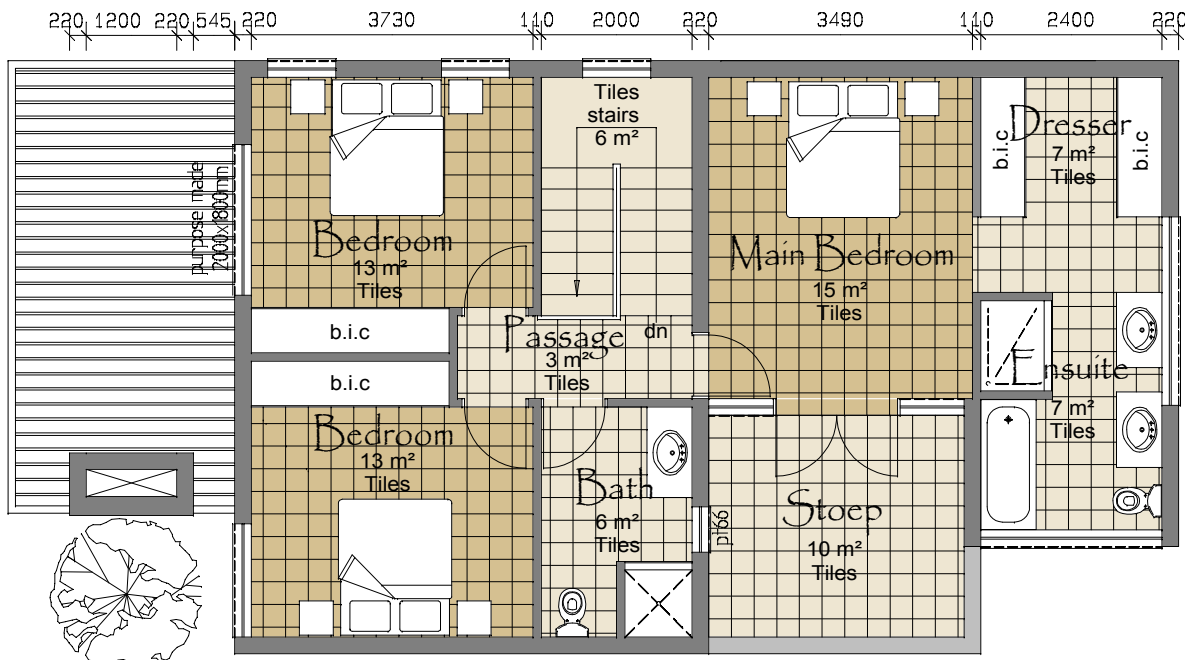 220 1200 220 545 220 3730 110 2000 220 3490 110 2400 220
Tiles
stairs
6 m²
Dresser
7 m²
Tiles
b.i.c
b.i.c
purpose made
2000x1800mm
Bedroom
13 m²
Tiles
Main Bedroom
15 m²
Tiles
b.i.c
Passage
3 m²
Tiles
dn
b.i.c
Ensuite
7 m²
Tiles
Bedroom
13 m²
Tiles
Bath
6 m²
Tiles
pt66
Stoep
10 m²
Tiles